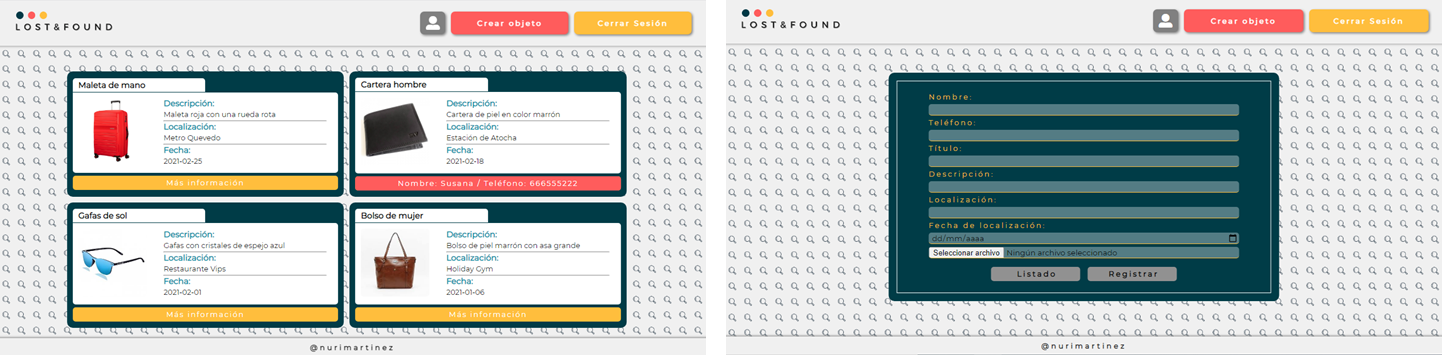 LOST&FOUND
Crear objeto
Cerrar Sesión
Maleta de mano
Descripción:
Maleta roja con una rueda rota
Localización:
Metro Quevedo
Fecha:
2021-02-25
Más información
Cartera hombre
Descripción:
Cartera de piel en color marrón
Localización:
Estación de Atocha
Fecha:
2021-02-18
Nombre: Susana / Teléfono: 666555222
Gafas de sol
Descripción:
Gafas con cristales de espejo azul
Localización:
Restaurante Vips
Fecha:
2021-02-01
Más información
Bolso de mujer
Descripción:
Bolso de piel marrón con asa grande
Localización:
Holiday Gym
Fecha:
2021-01-06
Más información
@nurimartinez
LOST&FOUND
Crear objeto
Cerrar Sesión
Nombre:
Teléfono:
Título:
Descripción:
Localización:
Fecha de localización:
dd/mm/aaaa
Seleccionar archivo Ningún archivo seleccionado
Listado
Registrar
@nurimartinez